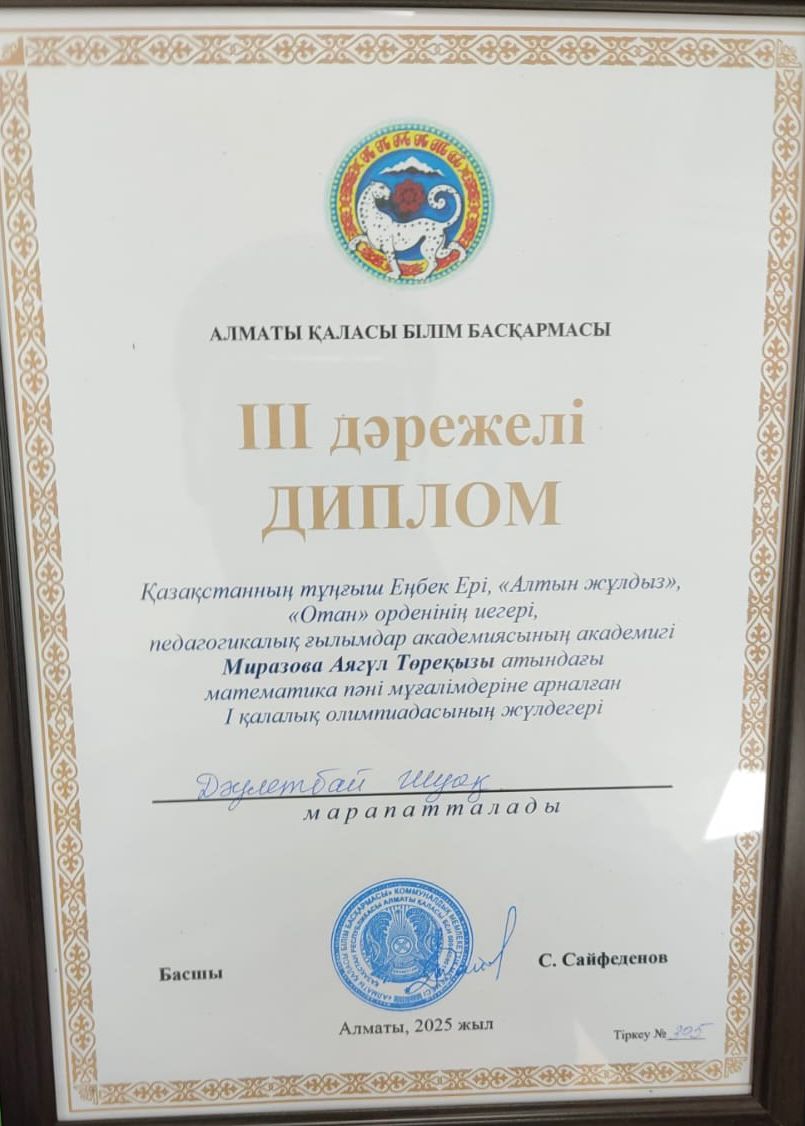 АЛМАТЫ ҚАЛАСЫ БІЛІМ БАСҚАРМАСЫ
III дәрежелі
ДИПЛОМ
Қазақстанның тұңғыш Еңбек Ері, «Алтын жұлдыз»,
«Отан» орденінің иегері,
педагогикалық ғылымдар академиясының академигі
Миразова Аягүл Төреқызы атындағы
математика пәні мұғалімдеріне арналған
I қалалық олимпиадасының жүлдегері
Дәулетбай Шуақ
марапатталады
Басшы
С. Сайфеденов
Алматы, 2025 жыл
Тіркеу №